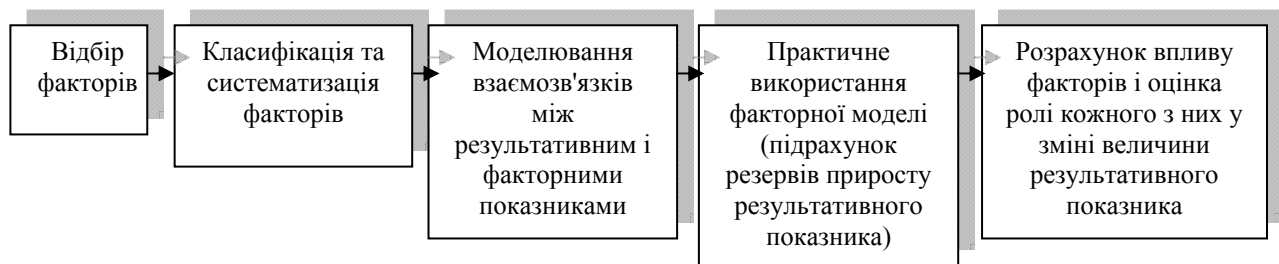 Відбір
факторів
Класифікація та
систематизація
факторів
Моделювання
взаємозв'язків
між
результативним і
факторними
показниками
Практичне
використання
факторної моделі
(підрахунок
резервів приросту
результативного
показника)
Розрахунок впливу
факторів і оцінка
ролі кожного з них у
зміні величини
результативного
показника